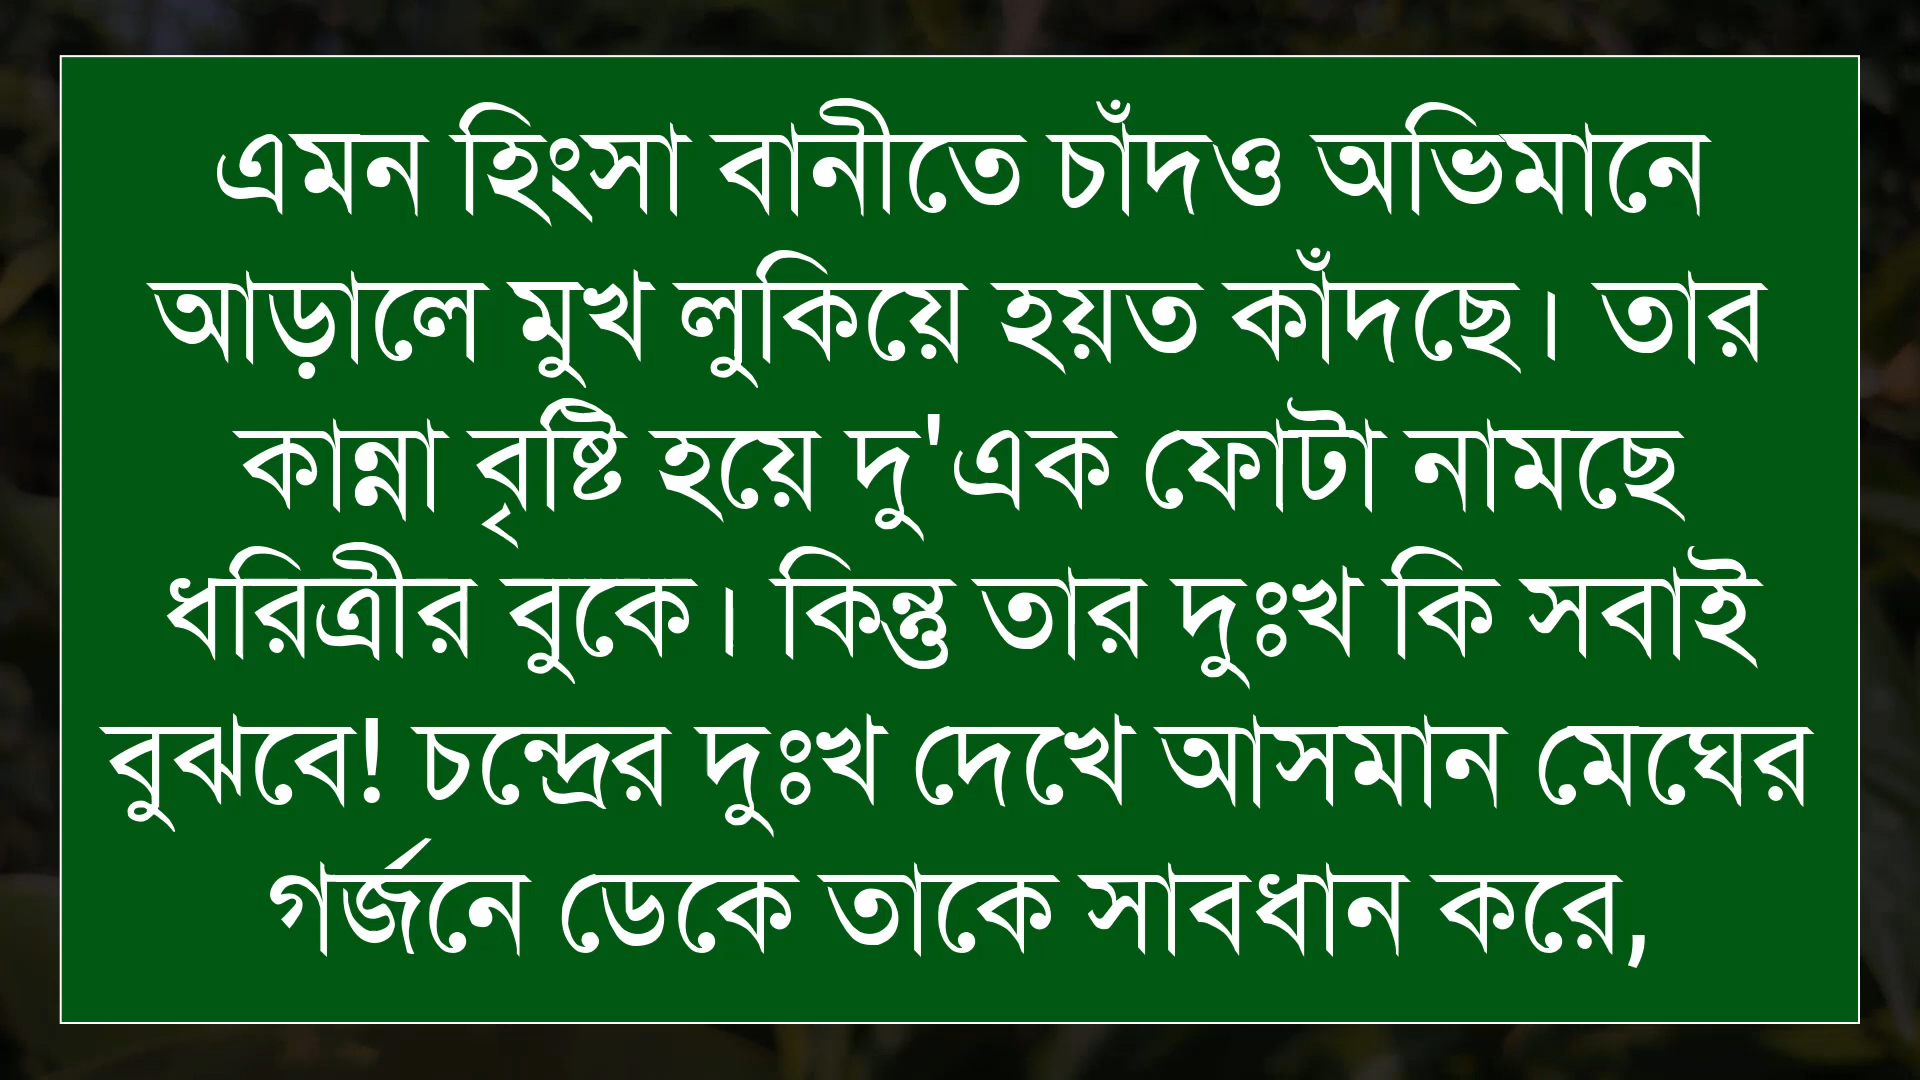 এমন হিংসা বানীতে চাঁদও অভিমানে
আড়ালে মুখ লুকিয়ে হয়ত কাঁদছে। তার
কান্না বৃষ্টি হয়ে দু'এক ফোটা নামছে
ধরিত্রীর বুকে। কিন্তু তার দুঃখ কি সবাই
বুঝবে! চন্দ্রের দুঃখ দেখে আসমান মেঘের
গর্জনে ডেকে তাকে সাবধান করে,